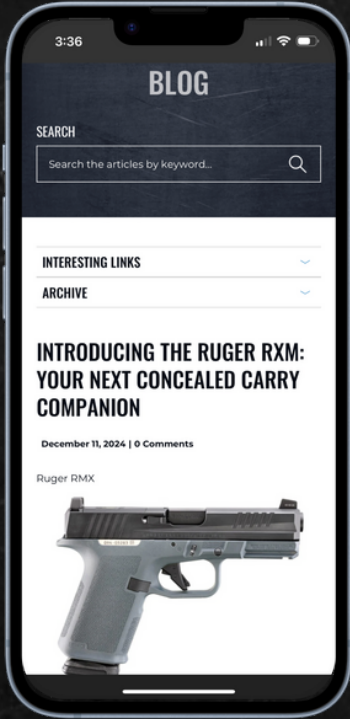 3:36
BLOG
SEARCH
Search the articles by keyword...
INTERESTING LINKS
ARCHIVE
INTRODUCING THE RUGER RXM:
YOUR NEXT CONCEALED CARRY
COMPANION
December 11, 2024 | 0 Comments
Ruger RMX